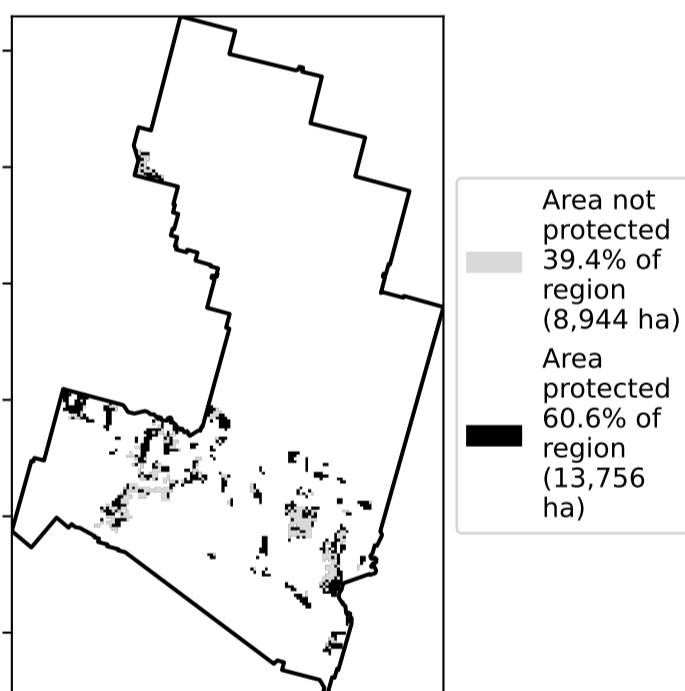 Area not
protected
39.4% of
region
(8,944 ha)
Area
protected
60.6% of
region
(13,756
ha)